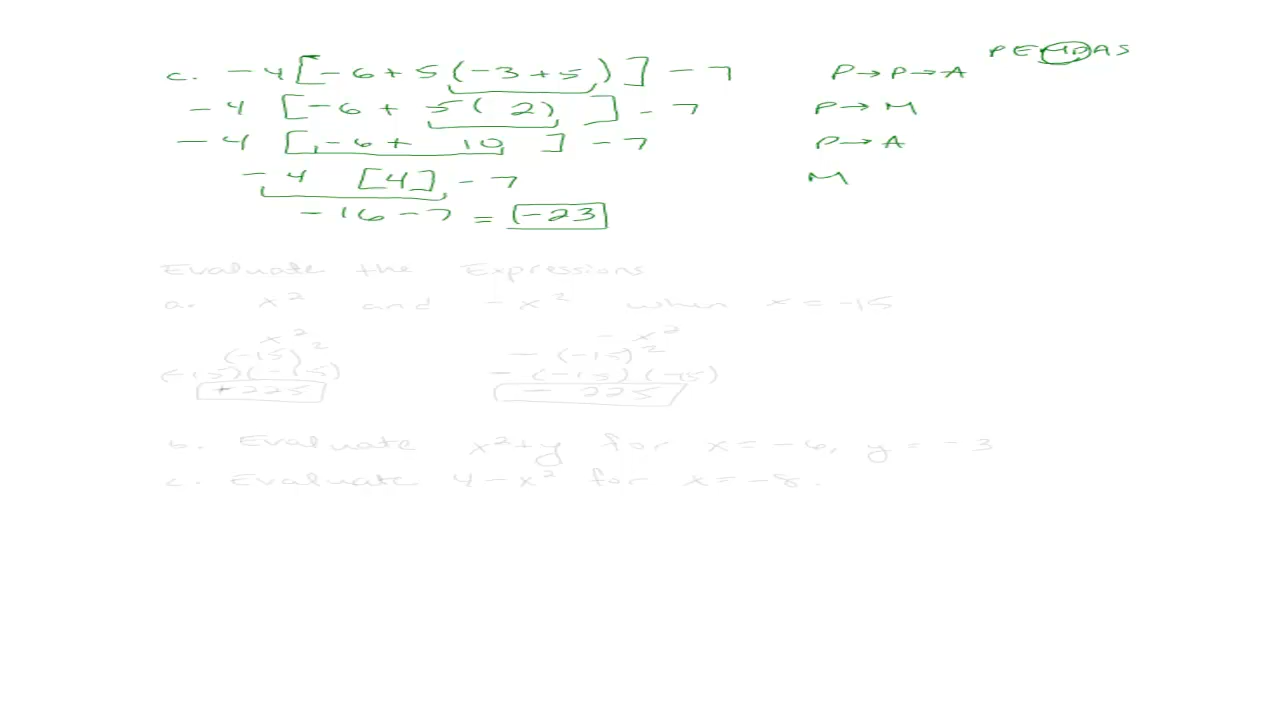 PEMDAS
c. -4[-6+5(-3+5)] - 7 P→P→A
-4 [-6 + 5( 2) ] - 7 P→M
-4 [-6 + 10 ] - 7 P→A
-4 [4] - 7 M
-16 - 7 = -23
Evaluate the Expressions
a. x² and -x² when x = -15
x² -x²
(-15)² -(-15)²
(-15)(-15) -(-15)(-15)
+225 - 225
b. Evaluate x²+y for x = -6, y = -3
c. Evaluate 4-x² for x = -8.